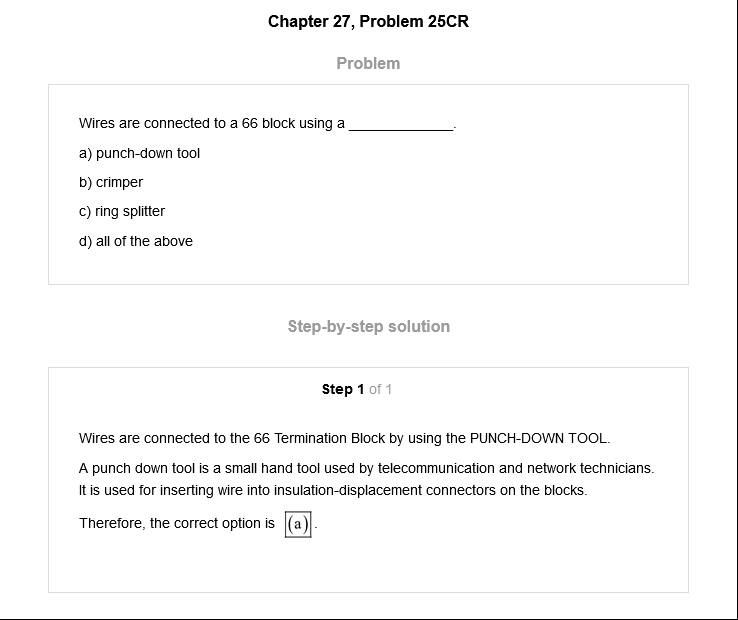 Chapter 27, Problem 25CR
Problem
Wires are connected to a 66 block using a _____________.
a) punch-down tool
b) crimper
c) ring splitter
d) all of the above
Step-by-step solution
Step 1 of 1
Wires are connected to the 66 Termination Block by using the PUNCH-DOWN TOOL.
A punch down tool is a small hand tool used by telecommunication and network technicians.
It is used for inserting wire into insulation-displacement connectors on the blocks.
Therefore, the correct option is (a).